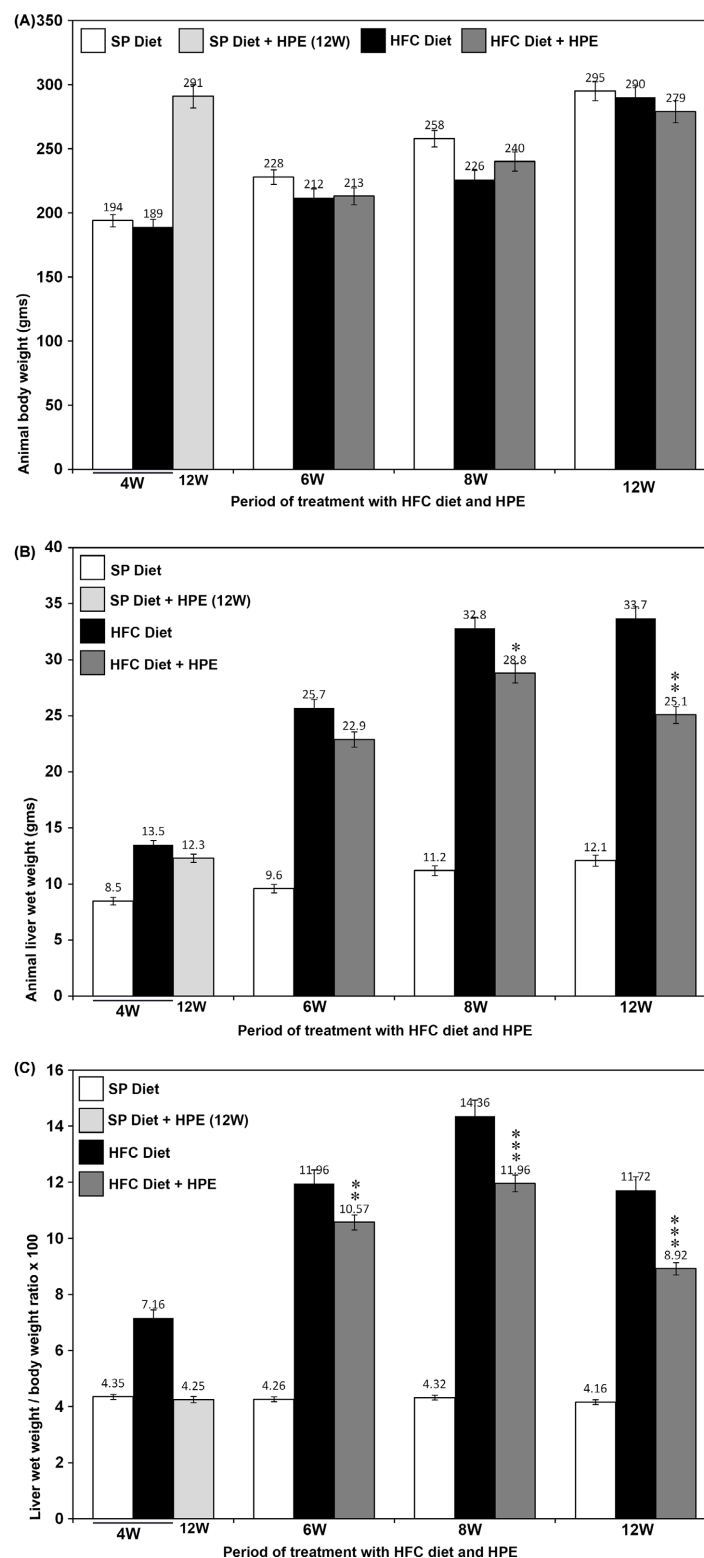 (A)
350
SP Diet SP Diet + HPE (12W) HFC Diet HFC Diet + HPE
300
250
200
150
100
50
0
Animal body weight (gms)
194 189 291
228 212 213
258 226 240
295 290 279
4W 12W 6W 8W 12W
Period of treatment with HFC diet and HPE
(B)
40
35
30
25
20
15
10
5
0
SP Diet
SP Diet + HPE (12W)
HFC Diet
HFC Diet + HPE
Animal liver wet weight (gms)
8.5 13.5 12.3
9.6 25.7 22.9
11.2 32.8 * 28.8
12.1 33.7 ** 25.1
4W 12W 6W 8W 12W
Period of treatment with HFC diet and HPE
(C)
16
14
12
10
8
6
4
2
0
SP Diet
SP Diet + HPE (12W)
HFC Diet
HFC Diet + HPE
Liver wet weight / body weight ratio x 100
4.35 7.16 4.25
4.26 11.96 ** 10.57
4.32 14.36 *** 11.96
4.16 11.72 *** 8.92
4W 12W 6W 8W 12W
Period of treatment with HFC diet and HPE